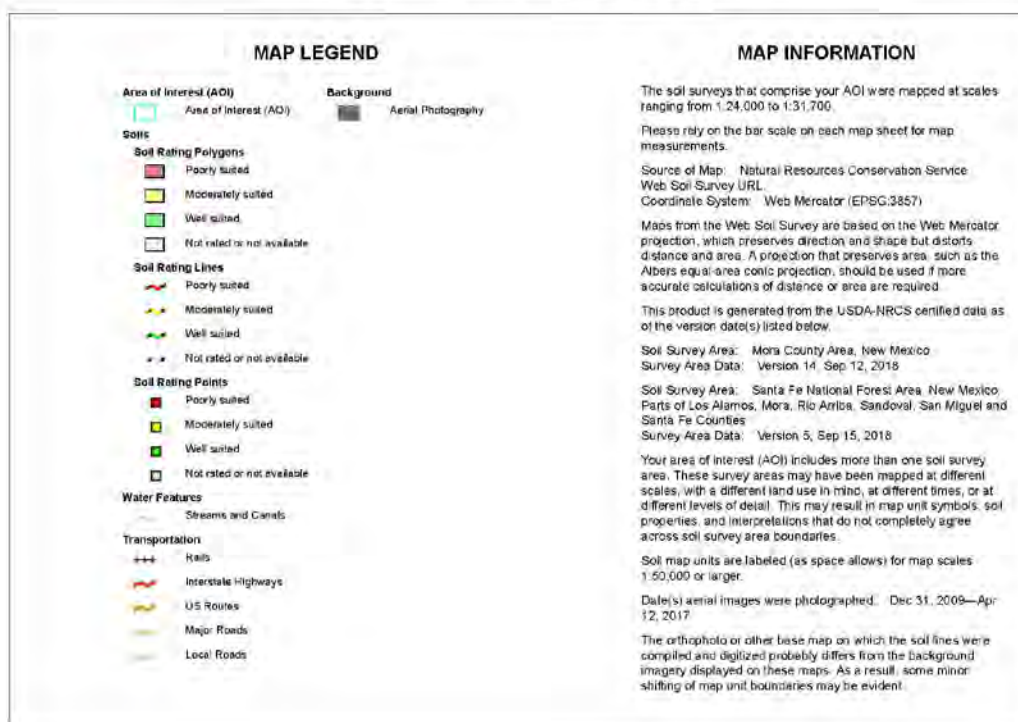 MAP LEGEND
Area of Interest (AOI)
Area of Interest (AOI)
Soils
Soil Rating Polygons
Poorly suited
Moderately suited
Well suited
Not rated or not available
Soil Rating Lines
Poorly suited
Moderately suited
Well suited
Not rated or not available
Soil Rating Points
Poorly suited
Moderately suited
Well suited
Not rated or not available
Water Features
Streams and Canals
Transportation
Rails
Interstate Highways
US Routes
Major Roads
Local Roads
Background
Aerial Photography
MAP INFORMATION
The soil surveys that comprise your AOI were mapped at scales
ranging from 1:24,000 to 1:31,700.
Please rely on the bar scale on each map sheet for map
measurements.
Source of Map: Natural Resources Conservation Service
Web Soil Survey URL:
Coordinate System: Web Mercator (EPSG:3857)
Maps from the Web Soil Survey are based on the Web Mercator
projection, which preserves direction and shape but distorts
distance and area. A projection that preserves area, such as the
Albers equal-area conic projection, should be used if more
accurate calculations of distance or area are required.
This product is generated from the USDA-NRCS certified data as
of the version date(s) listed below.
Soil Survey Area: Mora County Area, New Mexico
Survey Area Data: Version 14, Sep 12, 2018
Soil Survey Area: Santa Fe National Forest Area, New Mexico,
Parts of Los Alamos, Mora, Rio Arriba, Sandoval, San Miguel and
Santa Fe Counties
Survey Area Data: Version 5, Sep 15, 2018
Your area of interest (AOI) includes more than one soil survey
area. These survey areas may have been mapped at different
scales, with a different land use in mind, at different times, or at
different levels of detail. This may result in map unit symbols, soil
properties, and interpretations that do not completely agree
across soil survey area boundaries.
Soil map units are labeled (as space allows) for map scales
1:50,000 or larger.
Date(s) aerial images were photographed: Dec 31, 2009—Apr
12, 2017
The orthophoto or other base map on which the soil lines were
compiled and digitized probably differs from the background
imagery displayed on these maps. As a result, some minor
shifting of map unit boundaries may be evident.